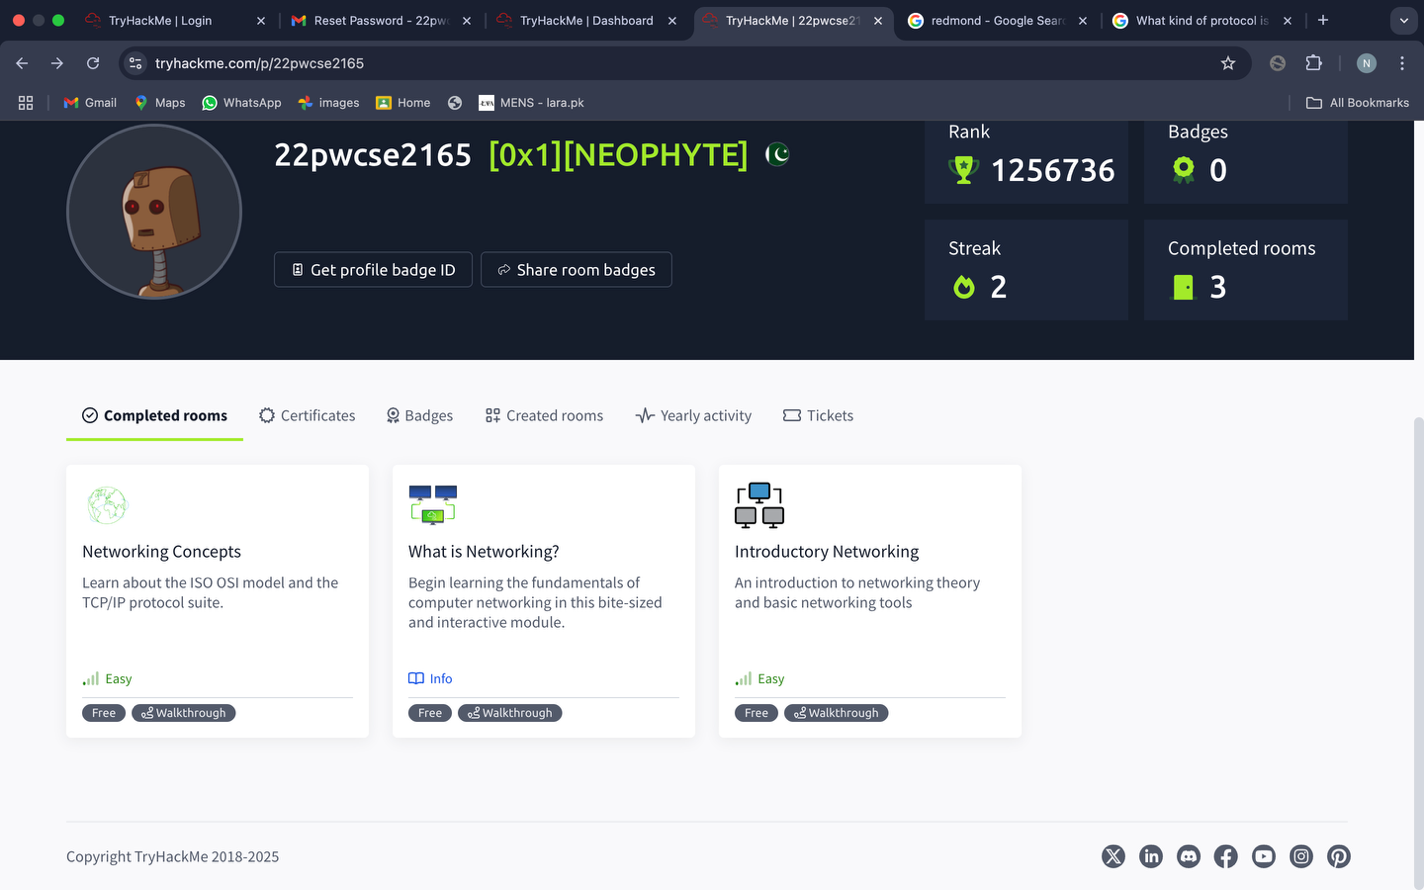 TryHackMe | Login
Reset Password - 22pwc
TryHackMe | Dashboard
TryHackMe | 22pwcse21
redmond - Google Sear
What kind of protocol is
tryhackme.com/p/22pwcse2165
N
Gmail
Maps
WhatsApp
images
Home
MENS - lara.pk
All Bookmarks
22pwcse2165 [0x1][NEOPHYTE]
Get profile badge ID
Share room badges
Rank
1256736
Badges
0
Streak
2
Completed rooms
3
Completed rooms
Certificates
Badges
Created rooms
Yearly activity
Tickets
Networking Concepts
Learn about the ISO OSI model and the
TCP/IP protocol suite.
Easy
Free
Walkthrough
What is Networking?
Begin learning the fundamentals of
computer networking in this bite-sized
and interactive module.
Info
Free
Walkthrough
Introductory Networking
An introduction to networking theory
and basic networking tools
Easy
Free
Walkthrough
Copyright TryHackMe 2018-2025